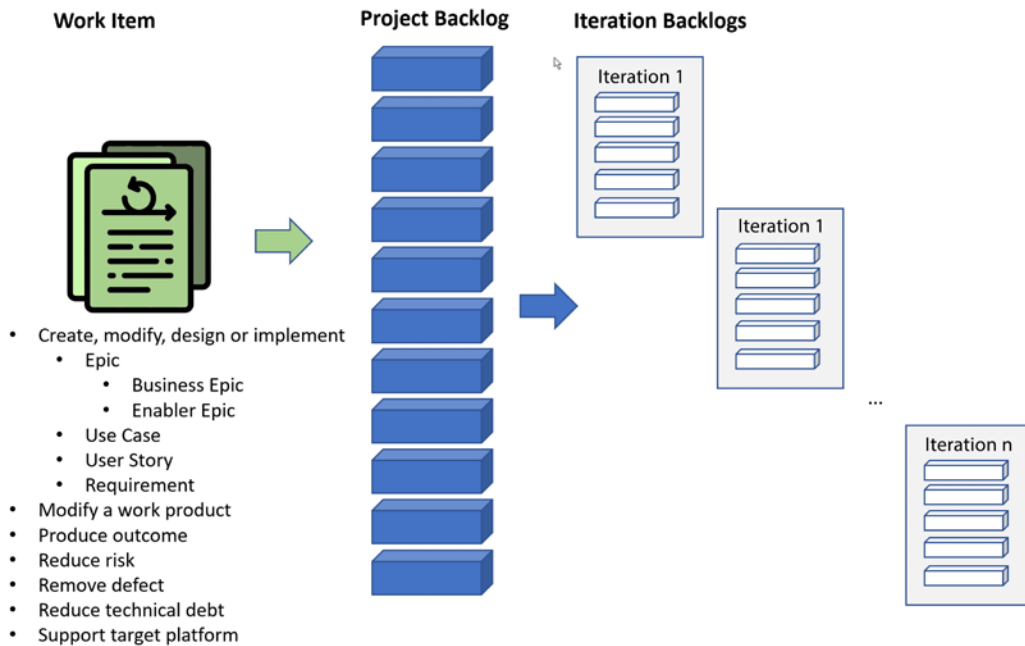 Work Item
Project Backlog
Iteration Backlogs
Iteration 1
Iteration 1
...
Iteration n
• Create, modify, design or implement
• Epic
• Business Epic
• Enabler Epic
• Use Case
• User Story
• Requirement
• Modify a work product
• Produce outcome
• Reduce risk
• Remove defect
• Reduce technical debt
• Support target platform